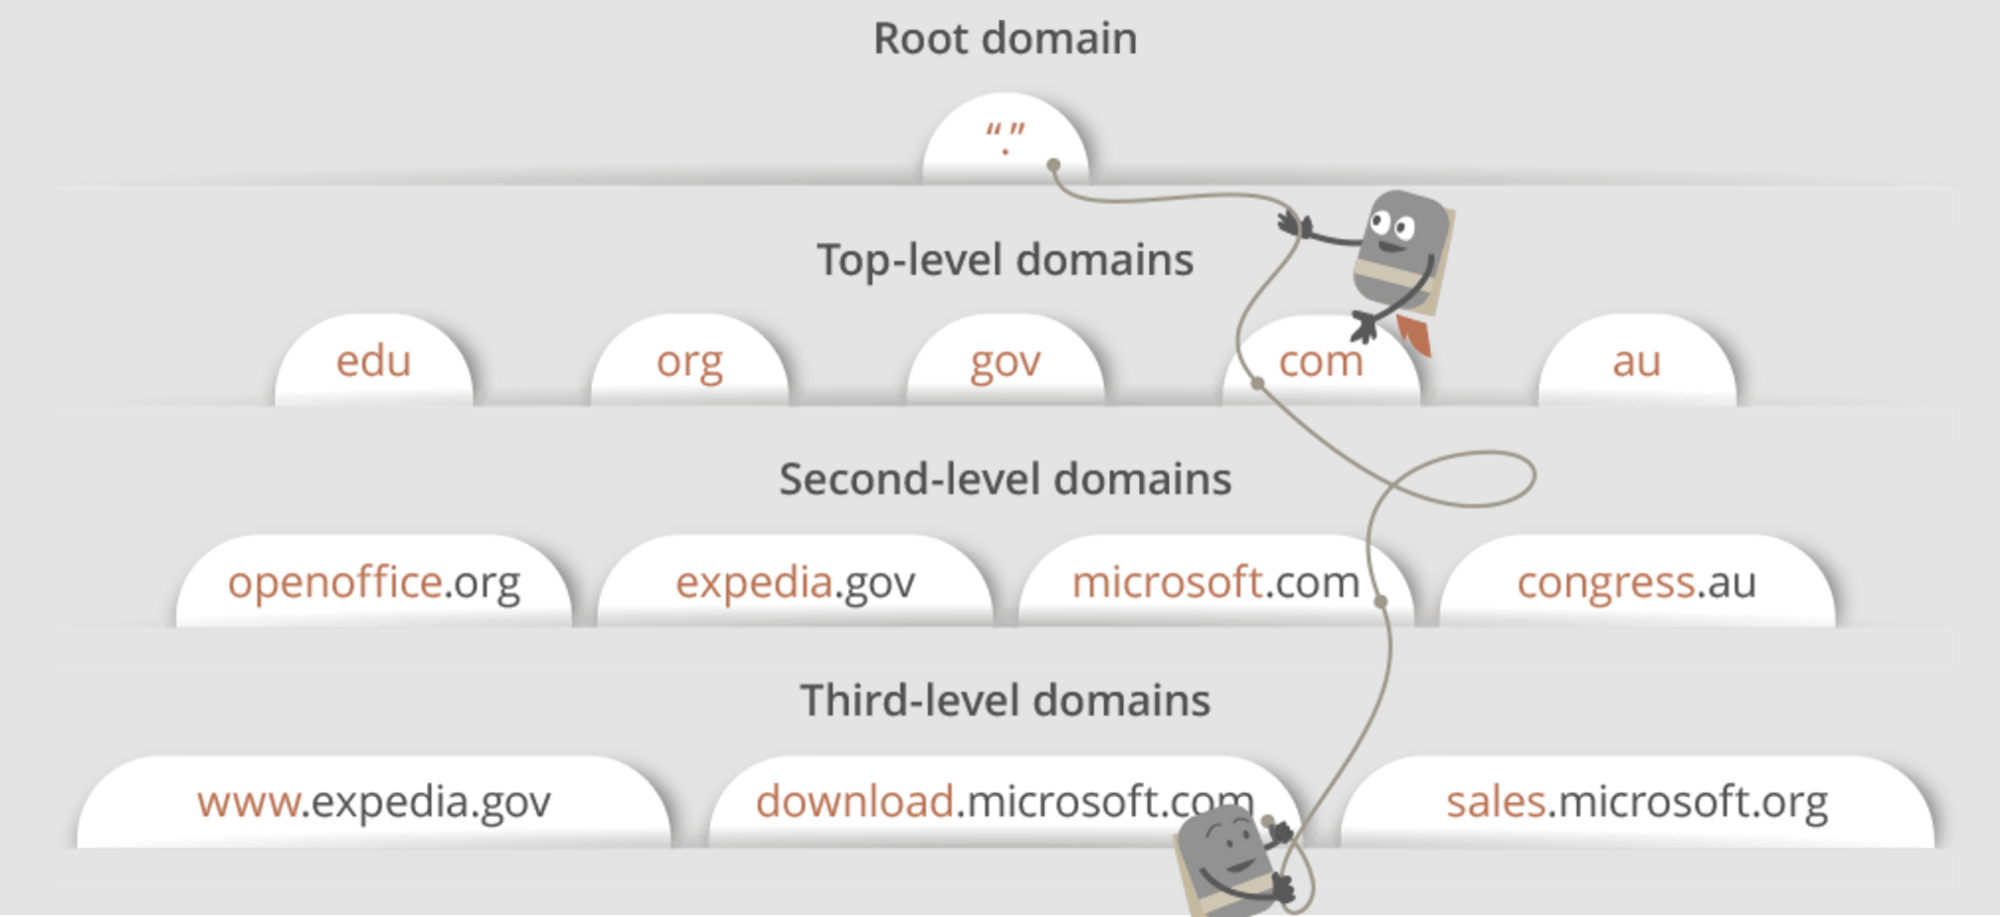 Root domain
“.”
Top-level domains
edu org gov com au
Second-level domains
openoffice.org expedia.gov microsoft.com congress.au
Third-level domains
www.expedia.gov download.microsoft.com sales.microsoft.org